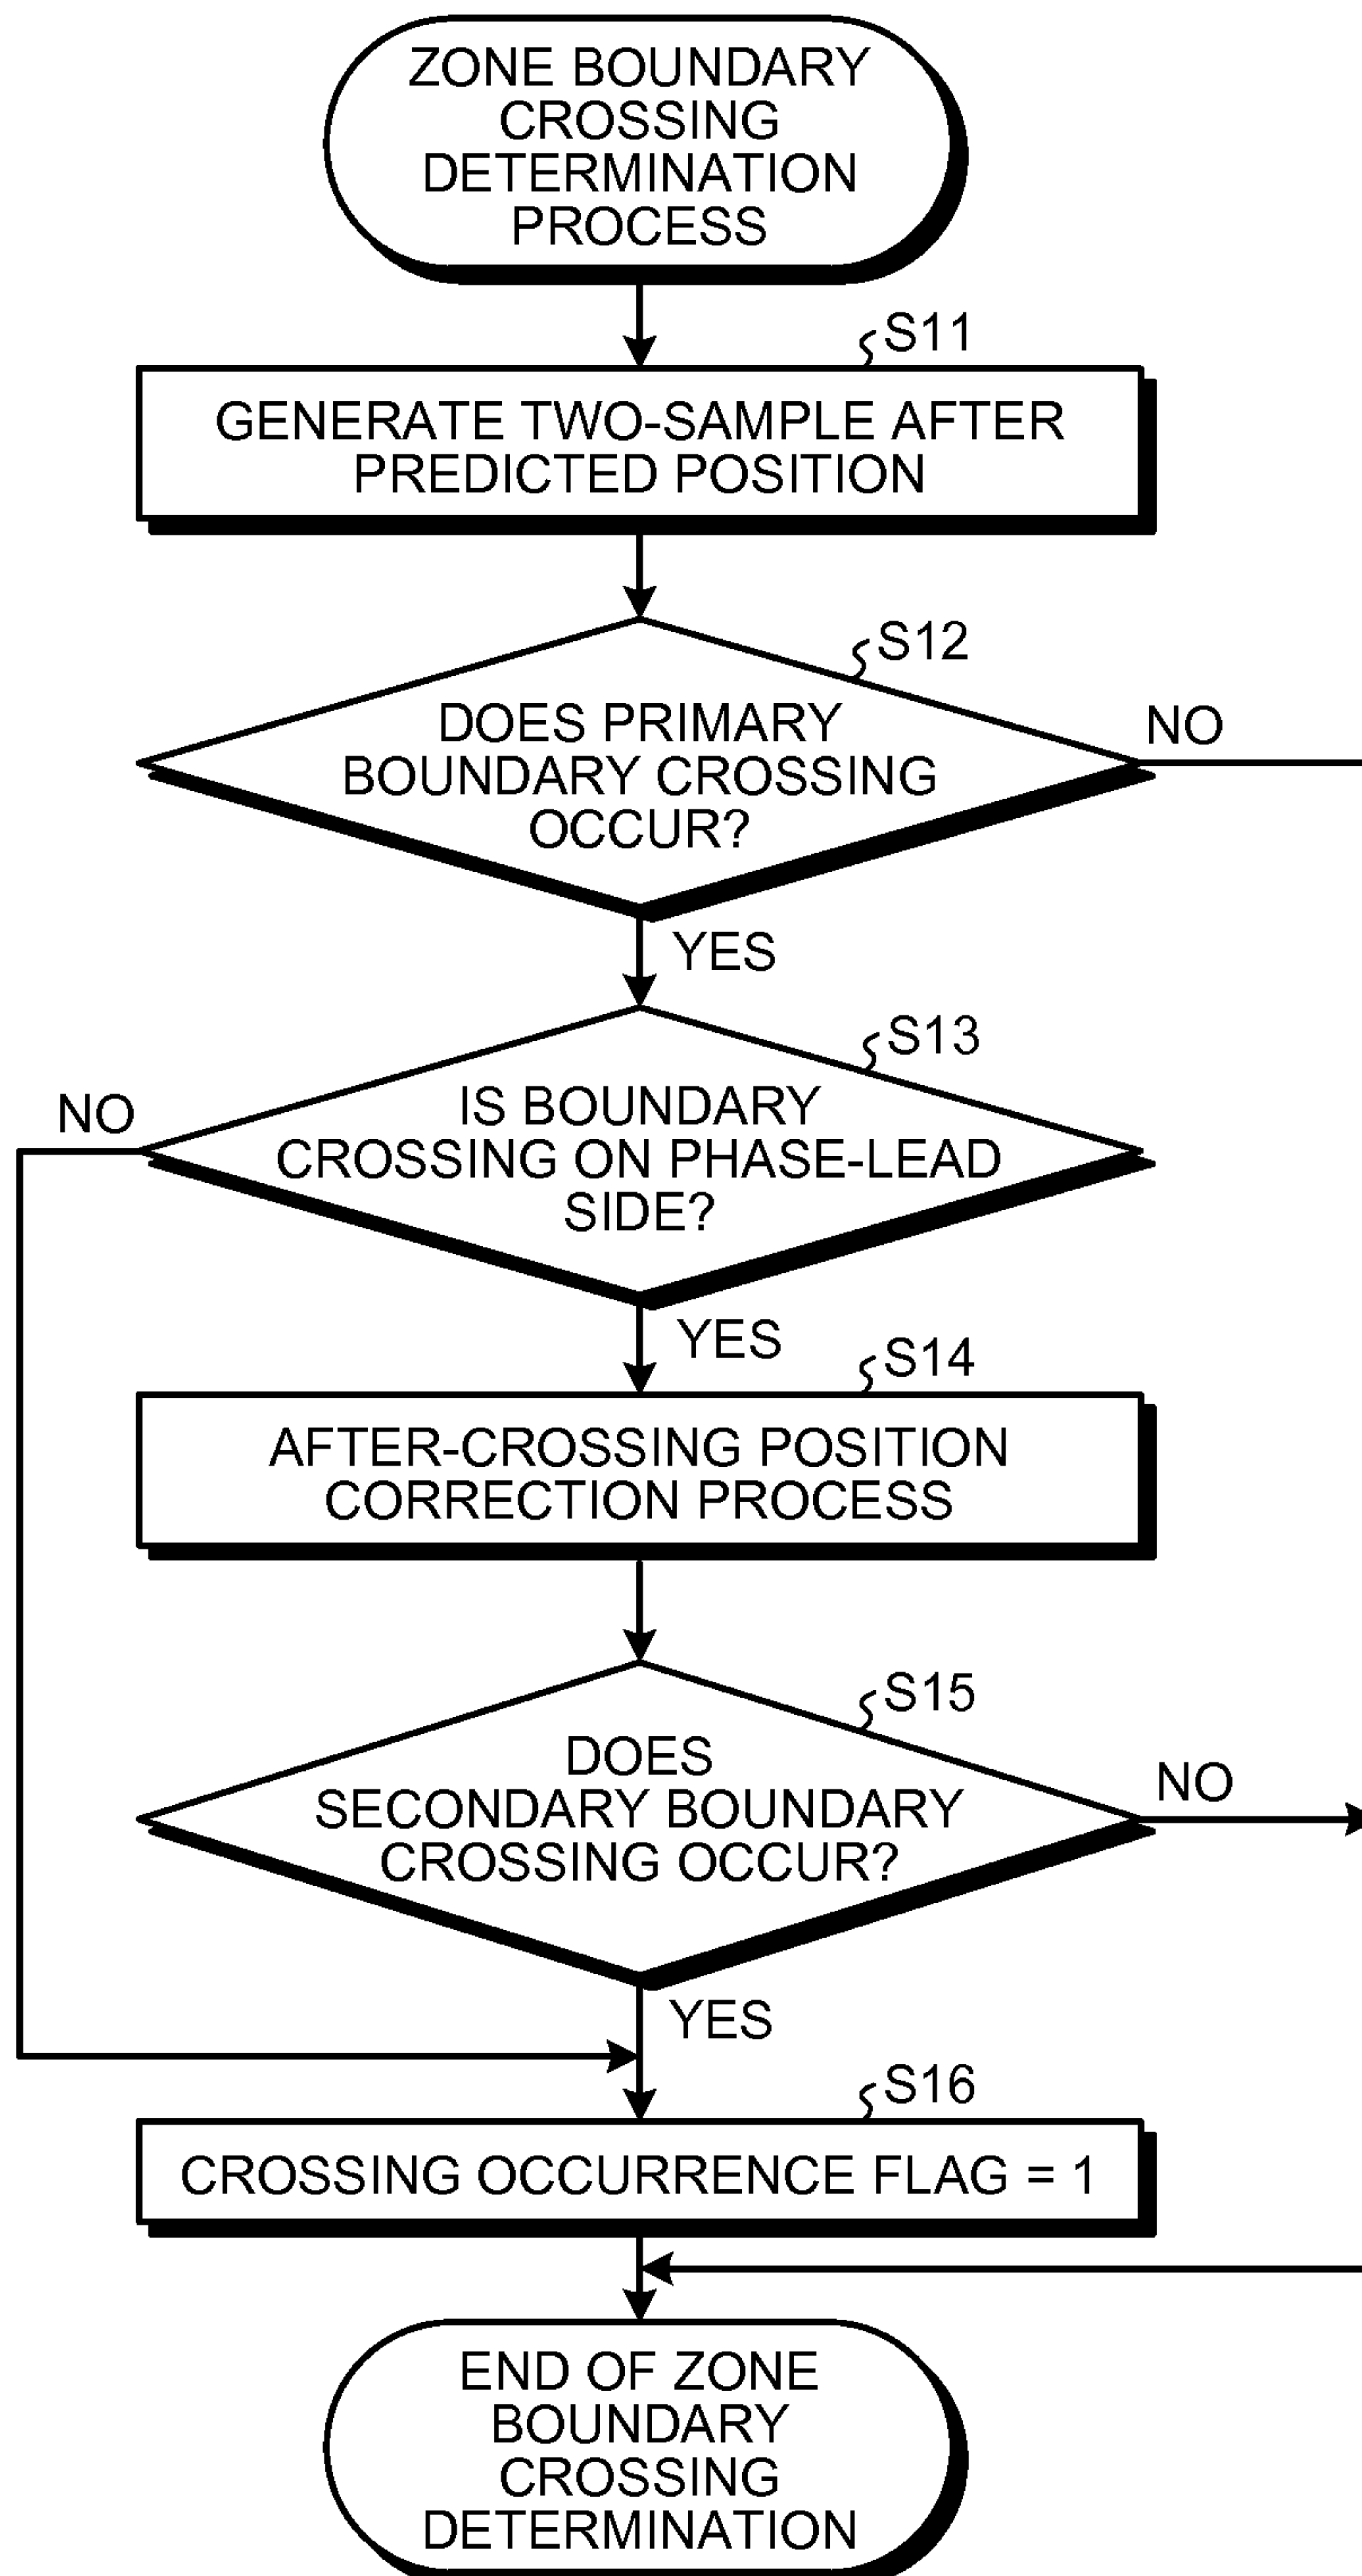 ZONE BOUNDARY
CROSSING
DETERMINATION
PROCESS
S11
GENERATE TWO-SAMPLE AFTER
PREDICTED POSITION
S12
DOES PRIMARY
BOUNDARY CROSSING
OCCUR?
NO
YES
S13
NO
IS BOUNDARY
CROSSING ON PHASE-LEAD
SIDE?
YES
S14
AFTER-CROSSING POSITION
CORRECTION PROCESS
S15
DOES
SECONDARY BOUNDARY
CROSSING OCCUR?
NO
YES
S16
CROSSING OCCURRENCE FLAG = 1
END OF ZONE
BOUNDARY
CROSSING
DETERMINATION